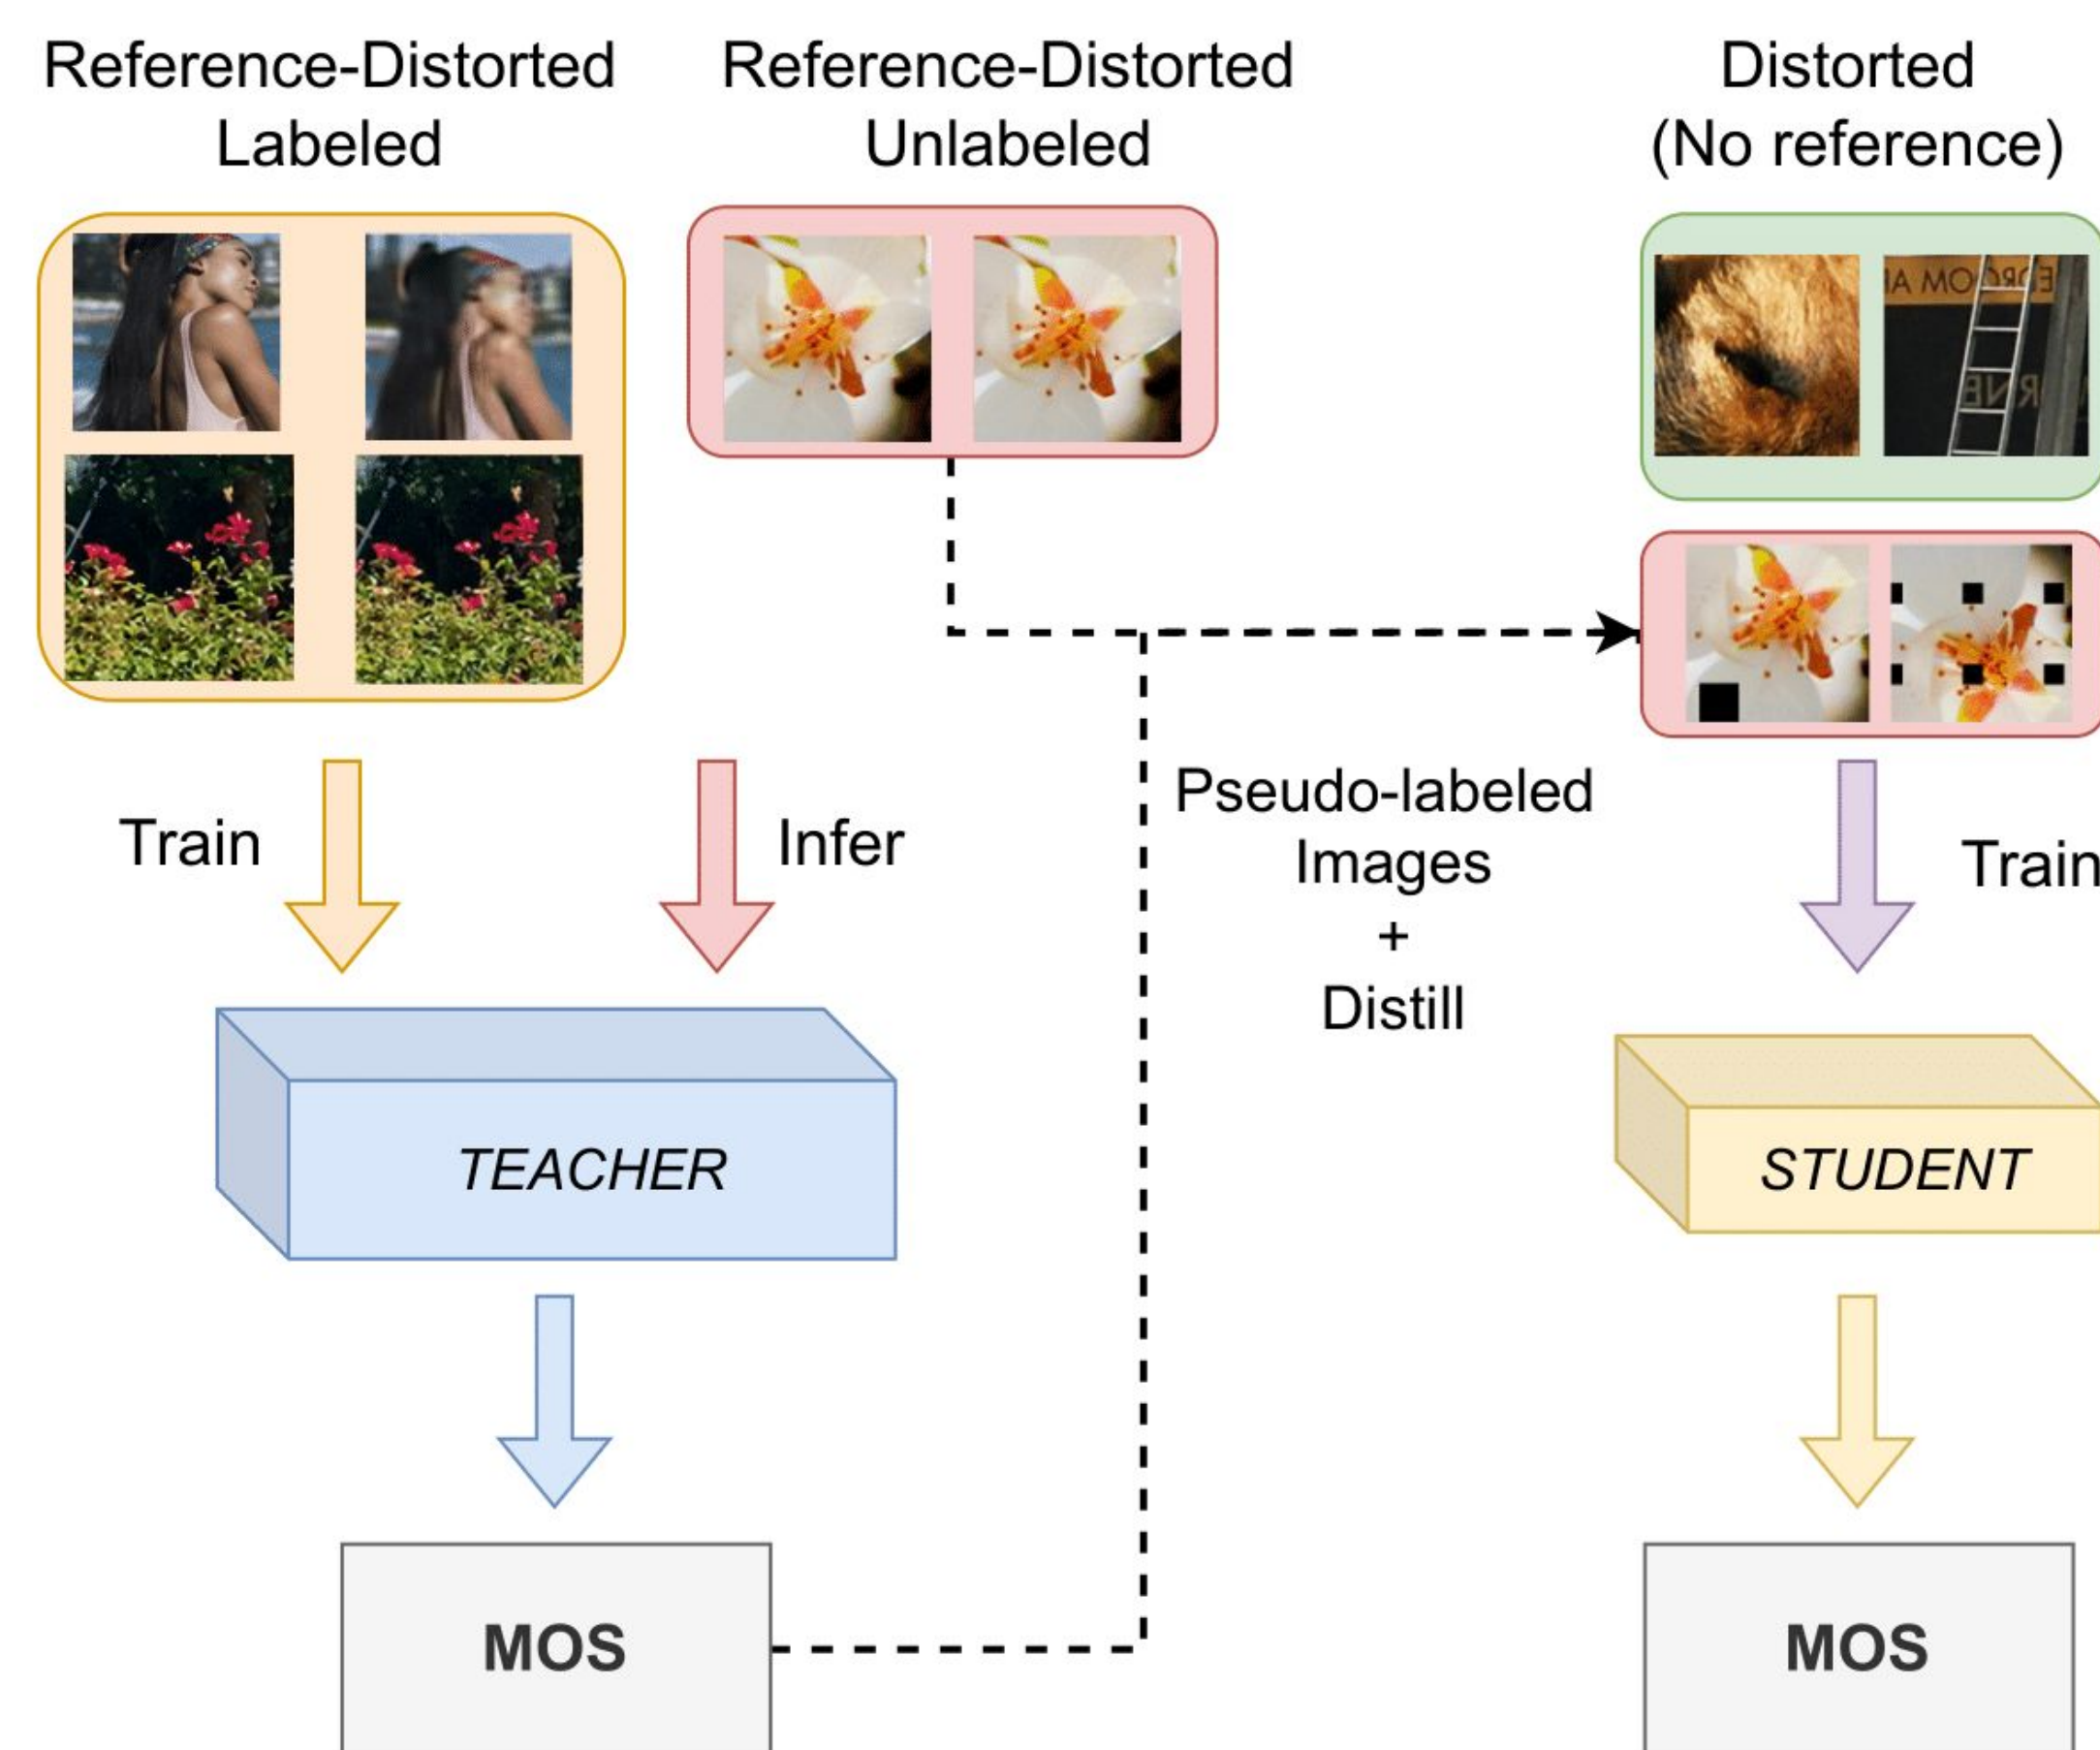 Reference-Distorted
Labeled
Reference-Distorted
Unlabeled
Distorted
(No reference)
Train
Infer
Pseudo-labeled
Images
+
Distill
Train
TEACHER
STUDENT
MOS
MOS